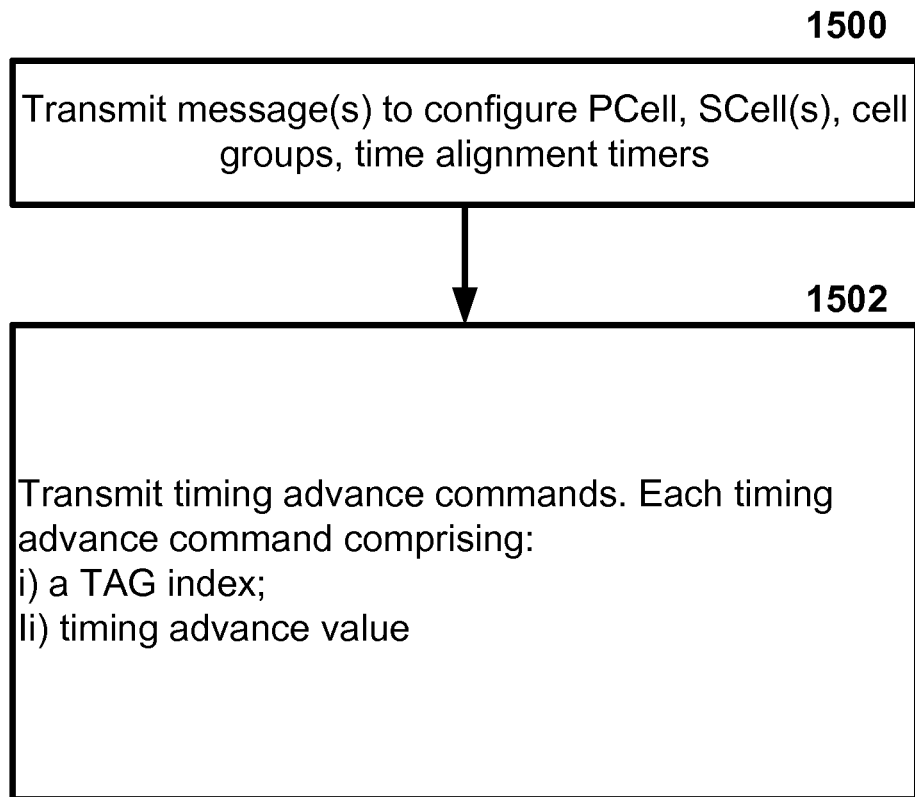 1500
Transmit message(s) to configure PCell, SCell(s), cell
groups, time alignment timers
1502
Transmit timing advance commands. Each timing
advance command comprising:
i) a TAG index;
Ii) timing advance value